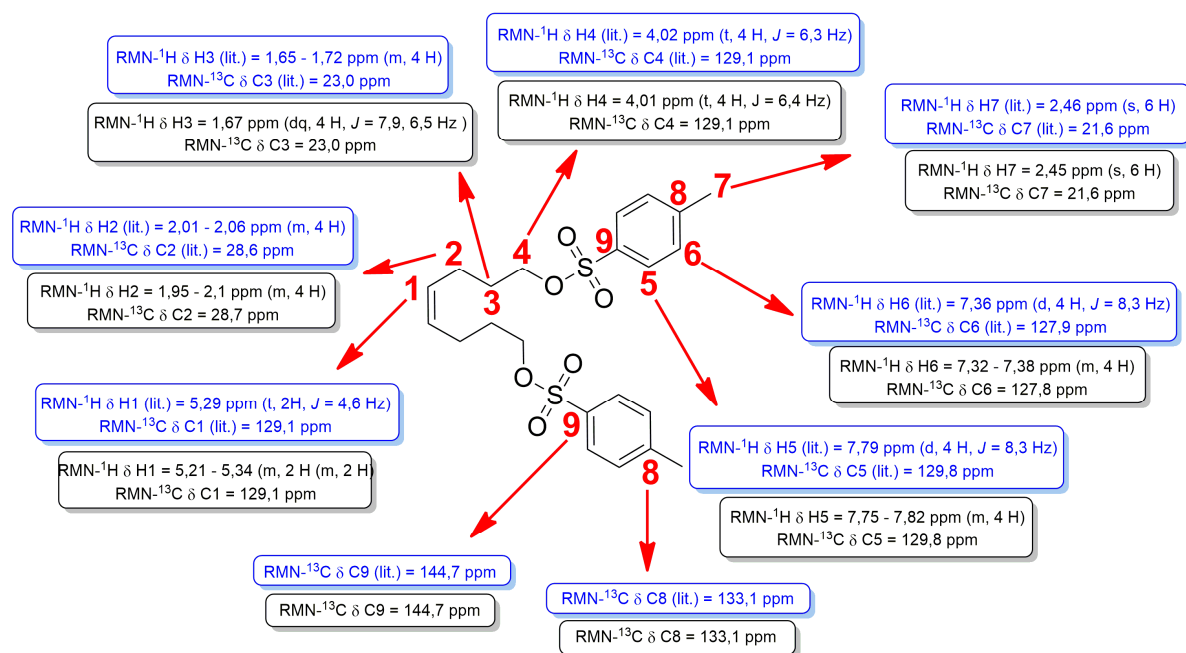 RMN-¹H δ H3 (lit.) = 1,65 - 1,72 ppm (m, 4 H)
RMN-¹³C δ C3 (lit.) = 23,0 ppm
RMN-¹H δ H3 = 1,67 ppm (dq, 4 H, J = 7,9, 6,5 Hz )
RMN-¹³C δ C3 = 23,0 ppm
RMN-¹H δ H4 (lit.) = 4,02 ppm (t, 4 H, J = 6,3 Hz)
RMN-¹³C δ C4 (lit.) = 129,1 ppm
RMN-¹H δ H4 = 4,01 ppm (t, 4 H, J = 6,4 Hz)
RMN-¹³C δ C4 = 129,1 ppm
RMN-¹H δ H7 (lit.) = 2,46 ppm (s, 6 H)
RMN-¹³C δ C7 (lit.) = 21,6 ppm
RMN-¹H δ H7 = 2,45 ppm (s, 6 H)
RMN-¹³C δ C7 = 21,6 ppm
RMN-¹H δ H2 (lit.) = 2,01 - 2,06 ppm (m, 4 H)
RMN-¹³C δ C2 (lit.) = 28,6 ppm
RMN-¹H δ H2 = 1,95 - 2,1 ppm (m, 4 H)
RMN-¹³C δ C2 = 28,7 ppm
7
8
O
9
6
2
4
S
5
1
O
O
3
RMN-¹H δ H6 (lit.) = 7,36 ppm (d, 4 H, J = 8,3 Hz)
RMN-¹³C δ C6 (lit.) = 127,9 ppm
RMN-¹H δ H6 = 7,32 - 7,38 ppm (m, 4 H)
RMN-¹³C δ C6 = 127,8 ppm
O
O
S
O
9
8
RMN-¹H δ H1 (lit.) = 5,29 ppm (t, 2H, J = 4,6 Hz)
RMN-¹³C δ C1 (lit.) = 129,1 ppm
RMN-¹H δ H1 = 5,21 - 5,34 (m, 2 H (m, 2 H)
RMN-¹³C δ C1 = 129,1 ppm
RMN-¹H δ H5 (lit.) = 7,79 ppm (d, 4 H, J = 8,3 Hz)
RMN-¹³C δ C5 (lit.) = 129,8 ppm
RMN-¹H δ H5 = 7,75 - 7,82 ppm (m, 4 H)
RMN-¹³C δ C5 = 129,8 ppm
RMN-¹³C δ C9 (lit.) = 144,7 ppm
RMN-¹³C δ C9 = 144,7 ppm
RMN-¹³C δ C8 (lit.) = 133,1 ppm
RMN-¹³C δ C8 = 133,1 ppm